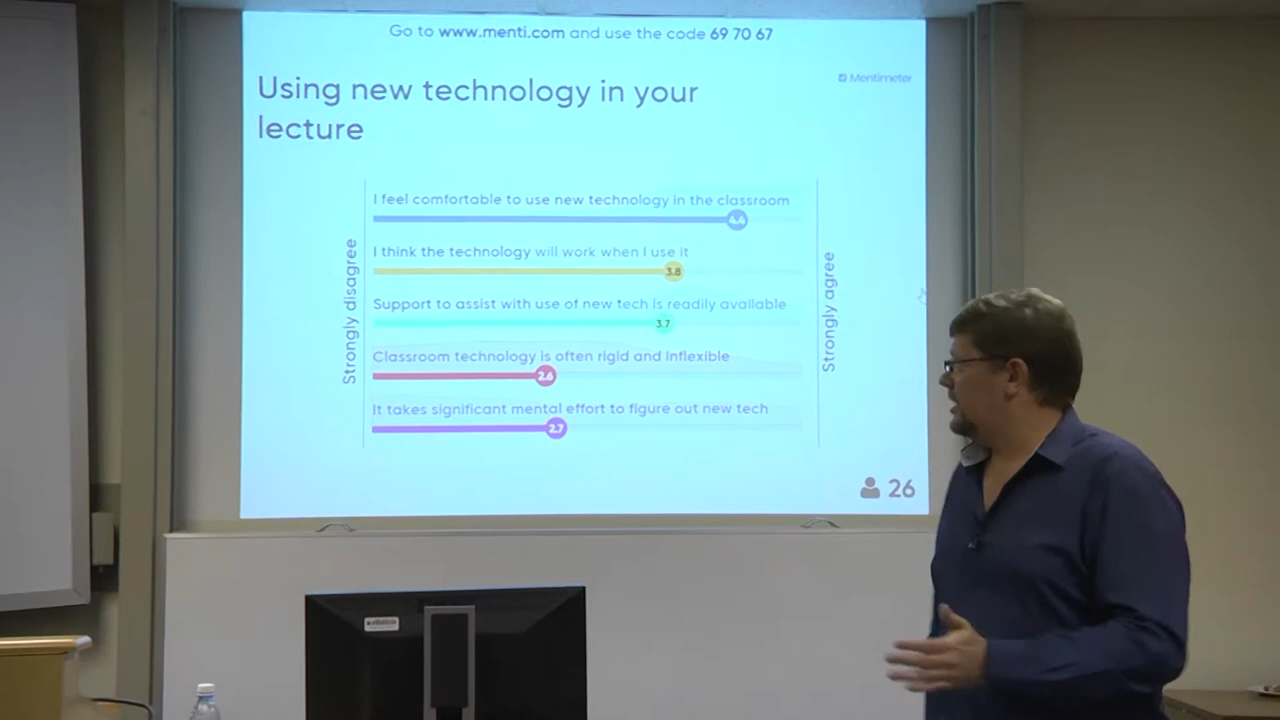 Go to www.menti.com and use the code 69 70 67
Mentimeter
Using new technology in your
lecture
Strongly disagree
I feel comfortable to use new technology in the classroom
4.4
I think the technology will work when I use it
3.8
Support to assist with use of new tech is readily available
3.7
Classroom technology is often rigid and Inflexible
2.6
It takes significant mental effort to figure out new tech
2.7
Strongly agree
26